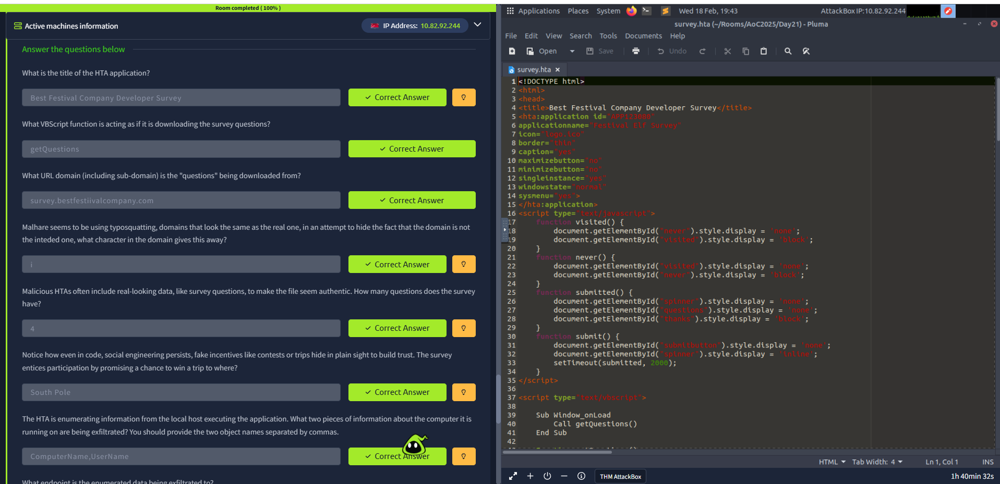 Room completed ( 100% )
Active machines information
IP Address: 10.82.92.244
Answer the questions below
What is the title of the HTA application?
Best Festival Company Developer Survey
Correct Answer
What VBScript function is acting as if it is downloading the survey questions?
getQuestions
Correct Answer
What URL domain (including sub-domain) is the "questions" being downloaded from?
survey.bestfestiivalcompany.com
Correct Answer
Malhare seems to be using typosquatting, domains that look the same as the real one, in an attempt to hide the fact that the domain is not
the inteded one, what character in the domain gives this away?
i
Correct Answer
Malicious HTAs often include real-looking data, like survey questions, to make the file seem authentic. How many questions does the survey
have?
4
Correct Answer
Notice how even in code, social engineering persists, fake incentives like contests or trips hide in plain sight to build trust. The survey
entices participation by promising a chance to win a trip to where?
South Pole
Correct Answer
The HTA is enumerating information from the local host executing the application. What two pieces of information about the computer it is
running on are being exfiltrated? You should provide the two object names separated by commas.
ComputerName,UserName
Correct Answer
What endpoint is the enumerated data being exfiltrated to?
Applications Places System Wed 18 Feb, 19:43 AttackBox IP:10.82.92.244
survey.hta (~/Rooms/AoC2025/Day21) - Pluma
File Edit View Search Tools Documents Help
Open Save Undo
survey.hta
1 <!DOCTYPE html>
2 <html>
3 <head>
4 <title>Best Festival Company Developer Survey</title>
5 <hta:application id="APP123000"
6 applicationname="Festival Elf Survey"
7 icon="logo.ico"
8 border="thin"
9 caption="yes"
10 maximizebutton="no"
11 minimizebutton="no"
12 singleinstance="yes"
13 windowstate="normal"
14 sysmenu="yes">
15 </hta:application>
16 <script type="text/javascript">
17 function visited() {
18 document.getElementById("never").style.display = 'none';
19 document.getElementById("visited").style.display = 'block';
20 }
21 function never() {
22 document.getElementById("visited").style.display = 'none';
23 document.getElementById("never").style.display = 'block';
24 }
25 function submitted() {
26 document.getElementById("spinner").style.display = 'none';
27 document.getElementById("questions").style.display = 'none';
28 document.getElementById("thanks").style.display = 'block';
29 }
30 function submit() {
31 document.getElementById("submitbutton").style.display = 'none';
32 document.getElementById("spinner").style.display = 'inline';
33 setTimeout(submitted, 2000);
34 }
35 </script>
36
37 <script type="text/vbscript">
38
39 Sub Window_onLoad
40 Call getQuestions()
41 End Sub
42
HTML Tab Width: 4 Ln 1, Col 1 INS
THM AttackBox
1h 40min 32s